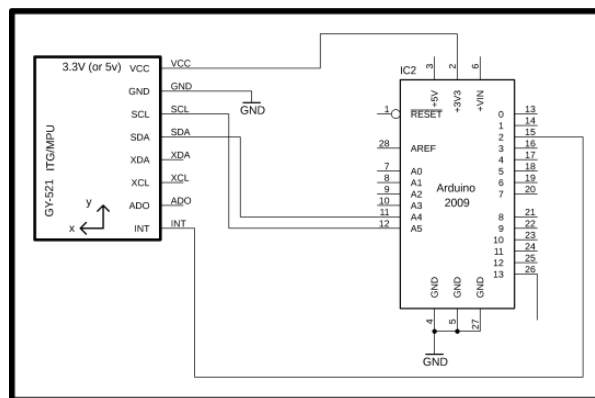 3.3V (or 5v)
GY-521 ITG/MPU
VCC
GND
SCL
SDA
XDA
XCL
ADO
INT
y
x
VCC
GND
SCL
SDA
XDA
XCL
ADO
INT
GND
IC2
3
2
6
+5V
+3V3
+VIN
1
RESET
28
AREF
7
A0
8
A1
9
A2
10
A3
11
A4
12
A5
Arduino
2009
0
13
1
14
2
15
3
16
4
17
5
18
6
19
7
20
8
21
9
22
10
23
11
24
12
25
13
26
GND
GND
GND
4
5
27
GND